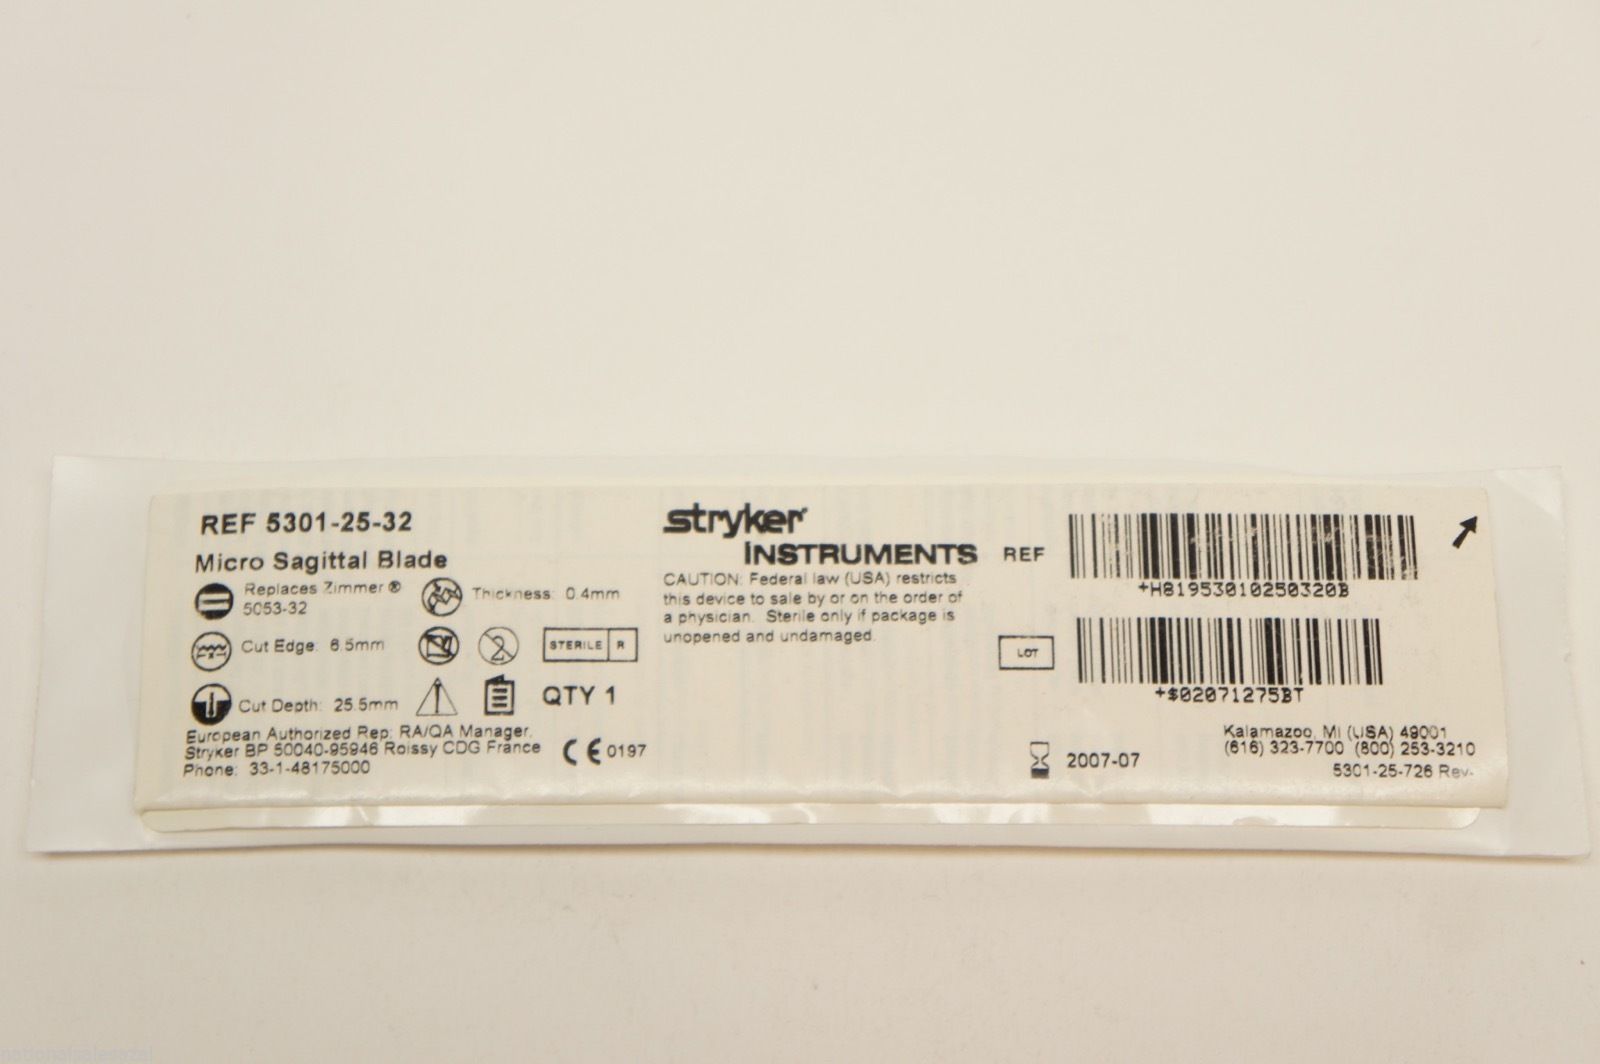 REF 5301-25-32
Micro Sagittal Blade
Replaces Zimmer ®
5053-32
Thickness: 0.4mm
Cut Edge: 6.5mm
2
STERILE R
Cut Depth: 25.5mm
QTY 1
European Authorized Rep: RA/QA Manager,
Stryker BP 50040-95946 Roissy CDG France
Phone: 33-1-48175000
CE 0197
stryker®
INSTRUMENTS
CAUTION: Federal law (USA) restricts
this device to sale by or on the order of
a physician. Sterile only if package is
unopened and undamaged.
REF
+H81953010250320B
LOT
+$02071275BT
2007-07
Kalamazoo, MI (USA) 49001
(616) 323-7700 (800) 253-3210
5301-25-726 Rev-